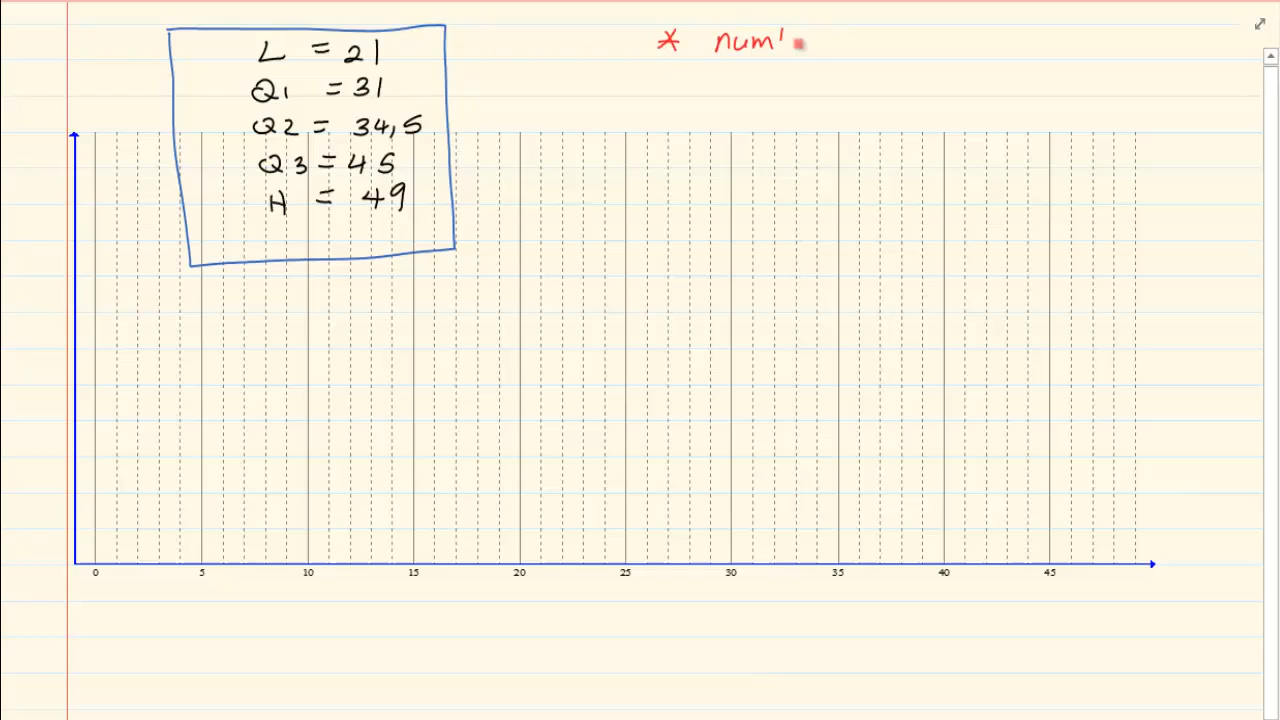 L = 21
* num
Q1 = 31
Q2 = 34,5
Q3 = 45
H = 49
0 5 10 15 20 25 30 35 40 45